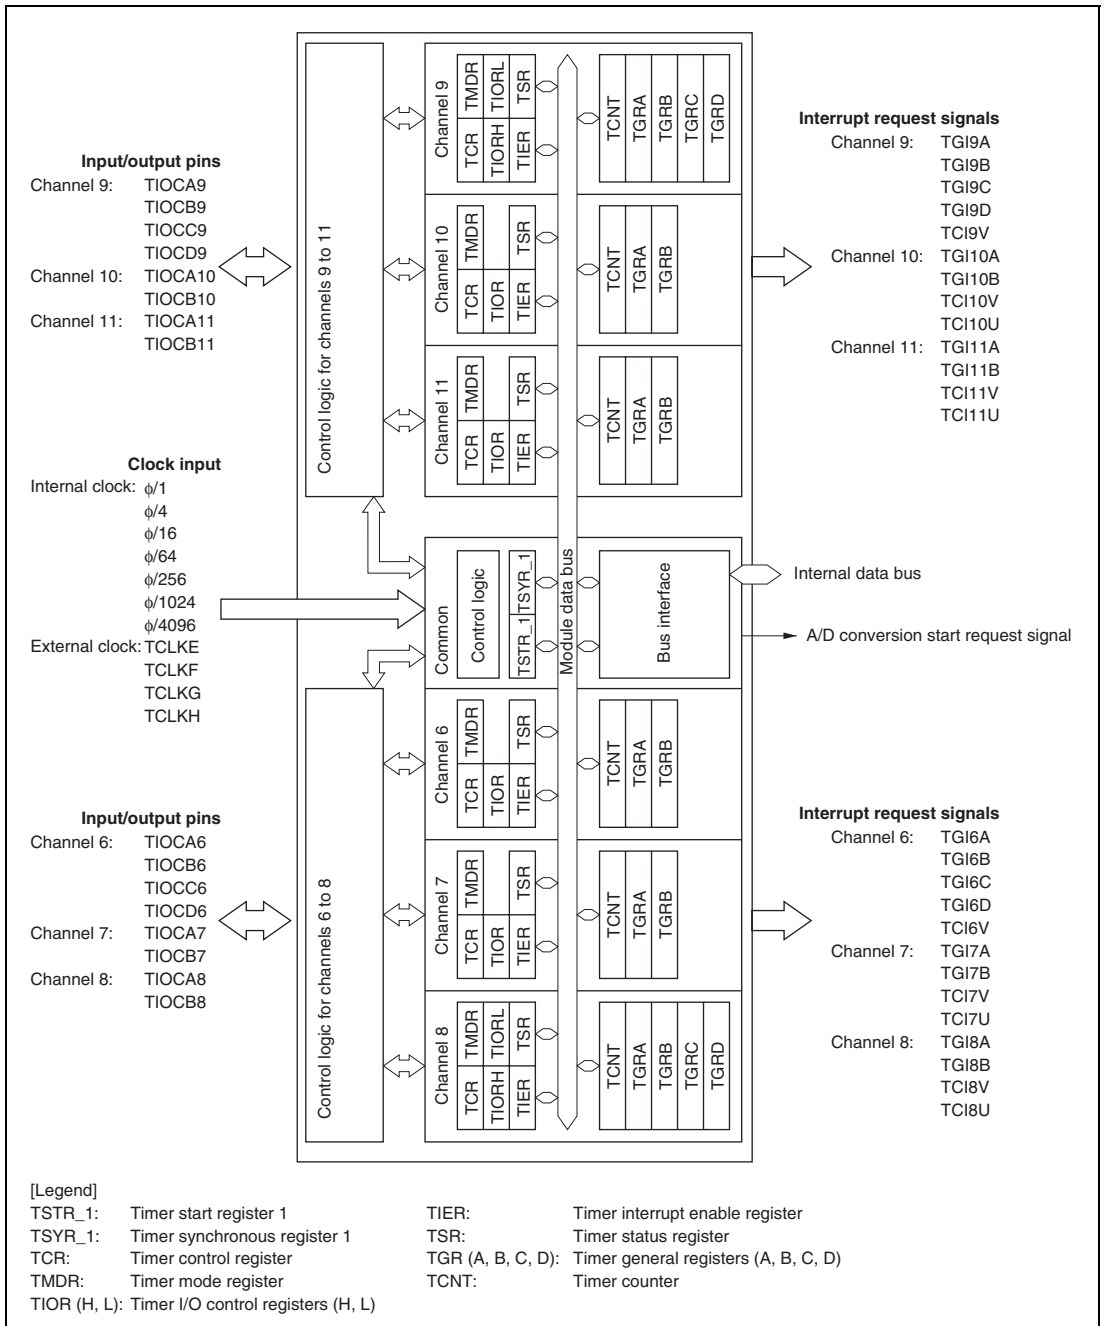 Input/output pins
Channel 9: TIOCA9
TIOCB9
TIOCC9
TIOCD9
Channel 10: TIOCA10
TIOCB10
Channel 11: TIOCA11
TIOCB11
Clock input
Internal clock: ϕ/1
ϕ/4
ϕ/16
ϕ/64
ϕ/256
ϕ/1024
ϕ/4096
External clock: TCLKE
TCLKF
TCLKG
TCLKH
Input/output pins
Channel 6: TIOCA6
TIOCB6
TIOCC6
TIOCD6
Channel 7: TIOCA7
TIOCB7
Channel 8: TIOCA8
TIOCB8
Control logic for channels 9 to 11
Control logic for channels 6 to 8
Channel 9
TCR TMDR
TIORH TIORL
TIER TSR
TCNT
TGRA
TGRB
TGRC
TGRD
Channel 10
TCR TMDR
TIOR
TIER TSR
TCNT
TGRA
TGRB
Channel 11
TCR TMDR
TIOR
TIER TSR
TCNT
TGRA
TGRB
Common
Control logic
TSTR_1 TSYR_1
Module data bus
Bus interface
Channel 6
TCR TMDR
TIOR
TIER TSR
TCNT
TGRA
TGRB
Channel 7
TCR TMDR
TIOR
TIER TSR
TCNT
TGRA
TGRB
Channel 8
TCR TMDR
TIORH TIORL
TIER TSR
TCNT
TGRA
TGRB
TGRC
TGRD
Interrupt request signals
Channel 9: TGI9A
TGI9B
TGI9C
TGI9D
TCI9V
Channel 10: TGI10A
TGI10B
TCI10V
TCI10U
Channel 11: TGI11A
TGI11B
TCI11V
TCI11U
Internal data bus
A/D conversion start request signal
Interrupt request signals
Channel 6: TGI6A
TGI6B
TGI6C
TGI6D
TCI6V
Channel 7: TGI7A
TGI7B
TCI7V
TCI7U
Channel 8: TGI8A
TGI8B
TCI8V
TCI8U
[Legend]
TSTR_1: Timer start register 1
TSYR_1: Timer synchronous register 1
TCR: Timer control register
TMDR: Timer mode register
TIOR (H, L): Timer I/O control registers (H, L)
TIER: Timer interrupt enable register
TSR: Timer status register
TGR (A, B, C, D): Timer general registers (A, B, C, D)
TCNT: Timer counter